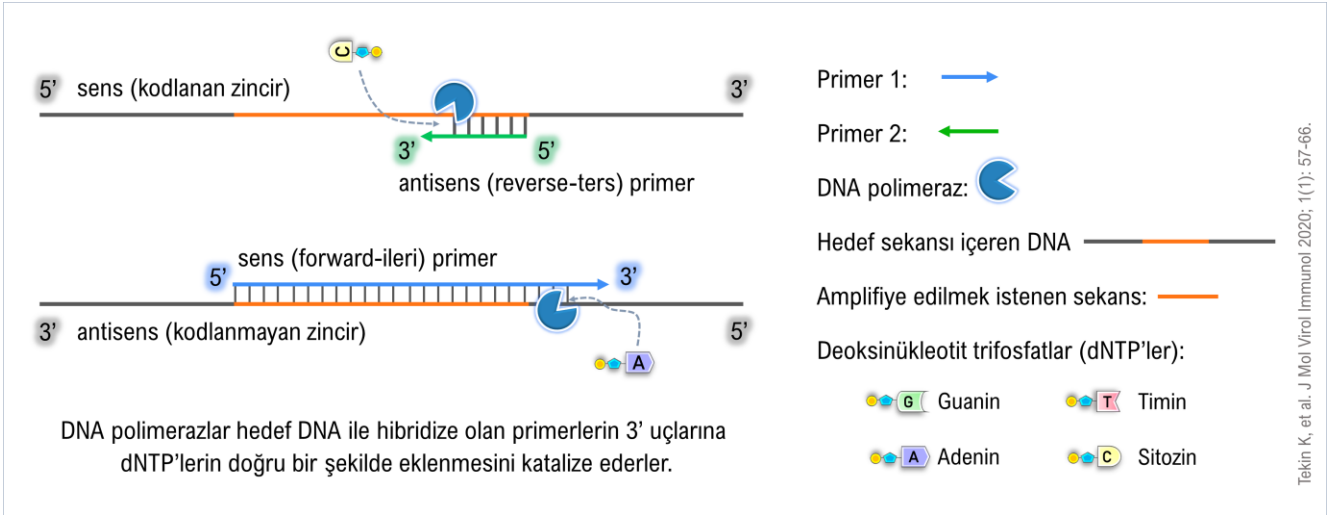 C
5’ sens (kodlanan zincir) 3’
3’ 5’
antisens (reverse-ters) primer
sens (forward-ileri) primer
5’ 3’
3’ antisens (kodlanmayan zincir) 5’
A
DNA polimerazlar hedef DNA ile hibridize olan primerlerin 3’ uçlarına
dNTP’lerin doğru bir şekilde eklenmesini katalize ederler.
Primer 1:
Primer 2:
DNA polimeraz:
Hedef sekansı içeren DNA
Amplifiye edilmek istenen sekans:
Deoksinükleotit trifosfatlar (dNTP’ler):
G Guanin T Timin
A Adenin C Sitozin
Tekin K, et al. J Mol Virol Immunol 2020; 1(1): 57-66.